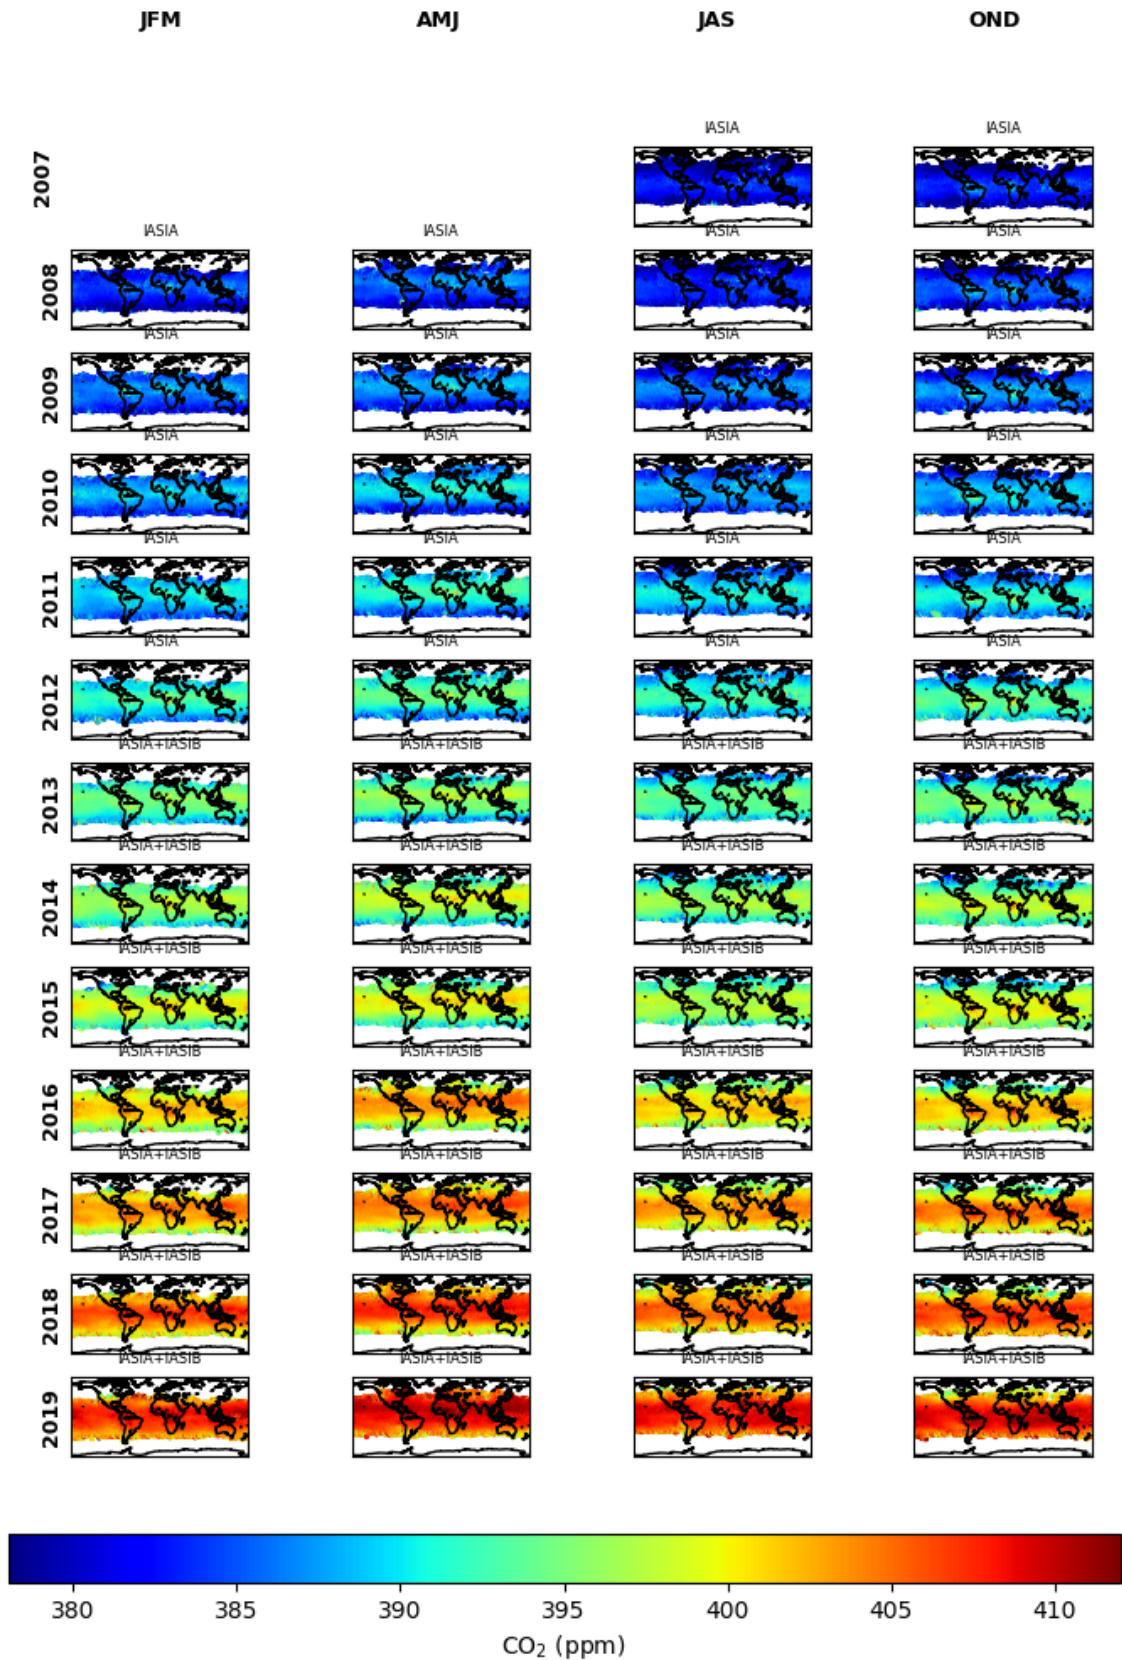 JFM AMJ JAS OND
IASIA IASIA
2007
IASIA IASIA IASIA IASIA
2008
IASIA IASIA IASIA IASIA
2009
IASIA IASIA IASIA IASIA
2010
IASIA IASIA IASIA IASIA
2011
IASIA IASIA IASIA IASIA
2012
IASIA+IASIB IASIA+IASIB IASIA+IASIB IASIA+IASIB
2013
IASIA+IASIB IASIA+IASIB IASIA+IASIB IASIA+IASIB
2014
IASIA+IASIB IASIA+IASIB IASIA+IASIB IASIA+IASIB
2015
IASIA+IASIB IASIA+IASIB IASIA+IASIB IASIA+IASIB
2016
IASIA+IASIB IASIA+IASIB IASIA+IASIB IASIA+IASIB
2017
IASIA+IASIB IASIA+IASIB IASIA+IASIB IASIA+IASIB
2018
IASIA+IASIB IASIA+IASIB IASIA+IASIB IASIA+IASIB
2019
380 385 390 395 400 405 410
CO₂ (ppm)